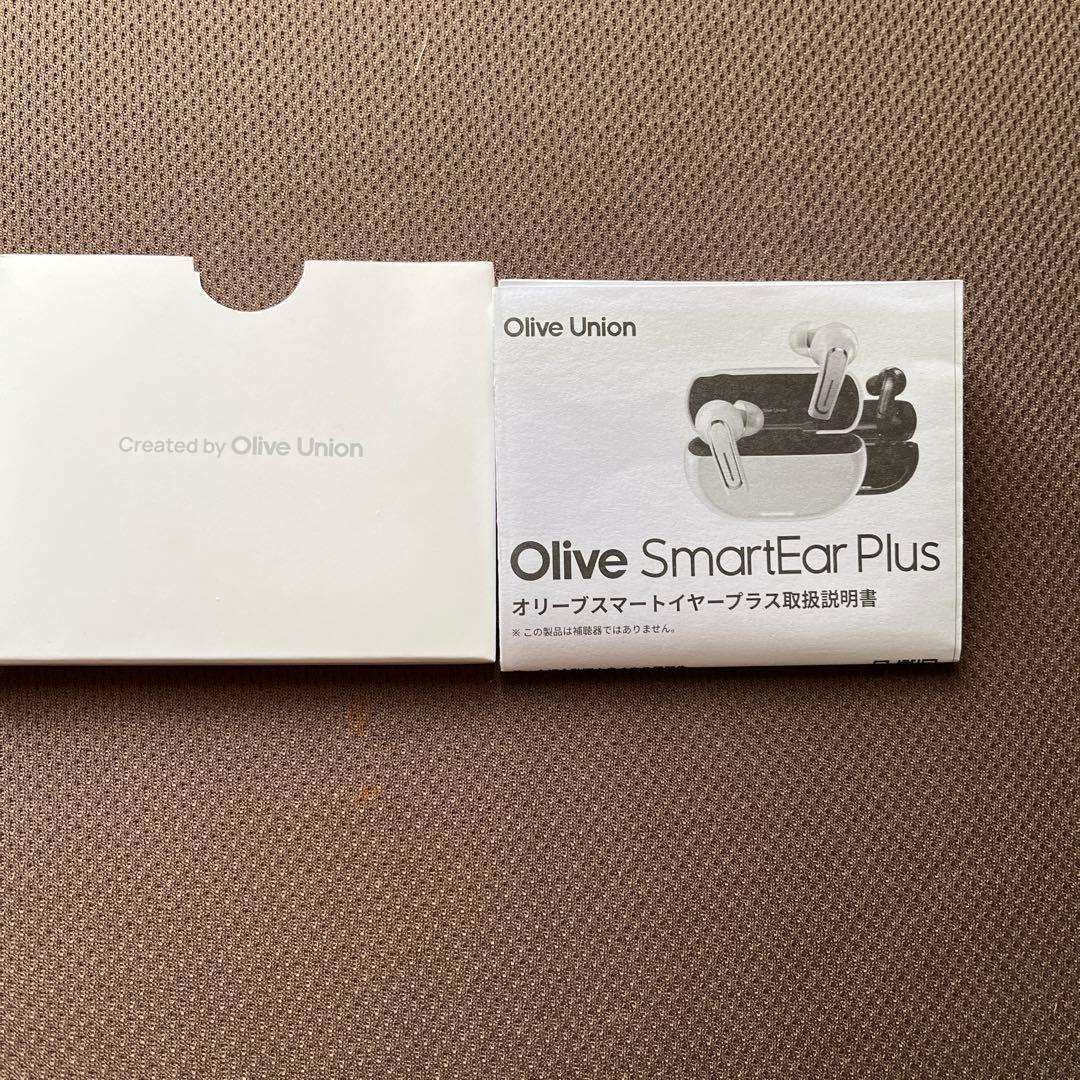 Created by Olive Union
Olive Union
Olive SmartEar Plus
オリーブスマートイヤープラス取扱説明書
※ この製品は補聴器ではありません。